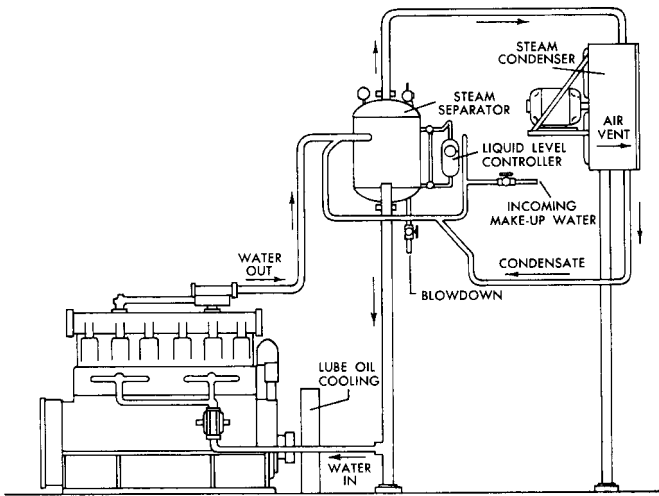 STEAM
CONDENSER
STEAM
SEPARATOR
AIR
VENT
LIQUID LEVEL
CONTROLLER
INCOMING
MAKE-UP WATER
WATER
OUT
CONDENSATE
BLOWDOWN
LUBE OIL
COOLING
WATER
IN